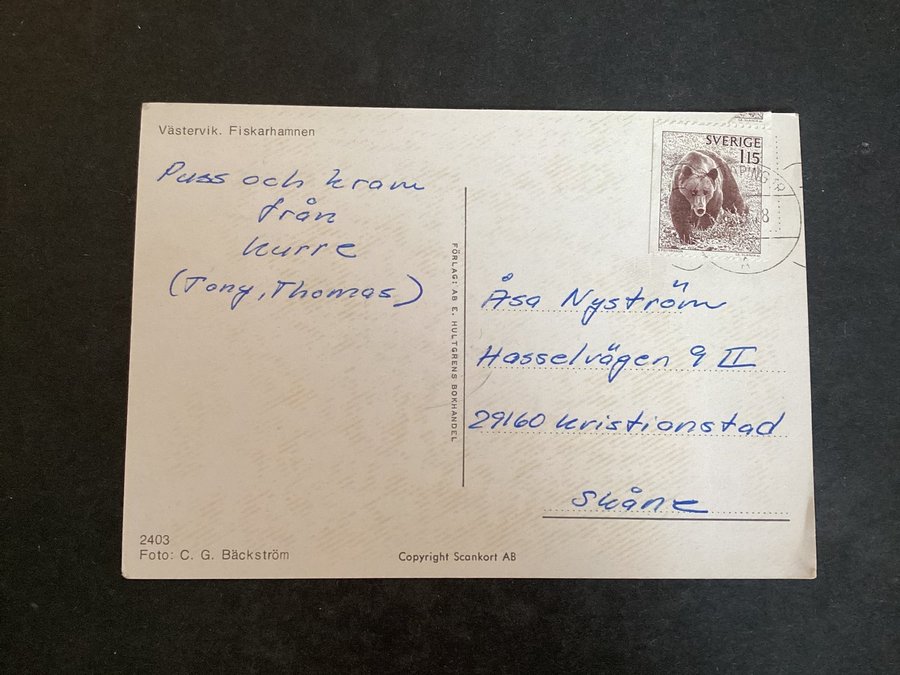 Västervik. Fiskarhamnen
Puss och kram
från
Kurre
(Tony, Thomas)
FÖRLAG: AB E. HULTGRENS BOKHANDEL
SVERIGE
115
PING
Åsa Nyström
Hasselvägen 9 II
29160 Kristianstad
Skåne
2403
Foto: C. G. Bäckström
Copyright Scankort AB